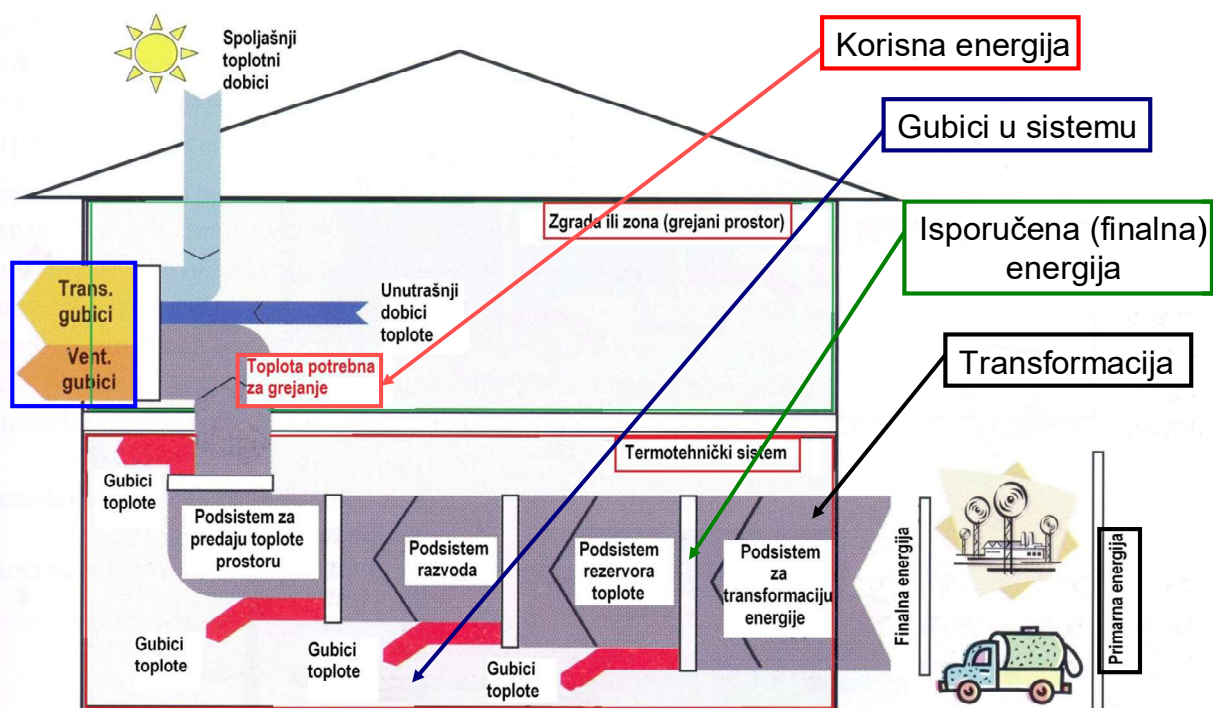 Spoljašnji
toplotni
dobici
Korisna energija
Gubici u sistemu
Isporučena (finalna)
energija
Transformacija
Zgrada ili zona (grejani prostor)
Trans.
gubici
Vent.
gubici
Unutrašnji
dobici
toplote
Toplota potrebna
za grejanje
Termotehnički sistem
Gubici
toplote
Podsistem za
predaju toplote
prostoru
Podsistem
razvoda
Podsistem
rezervora
toplote
Podsistem
za
transformaciju
energije
Finalna energija
Primarna energija
Gubici
toplote
Gubici
toplote
Gubici
toplote